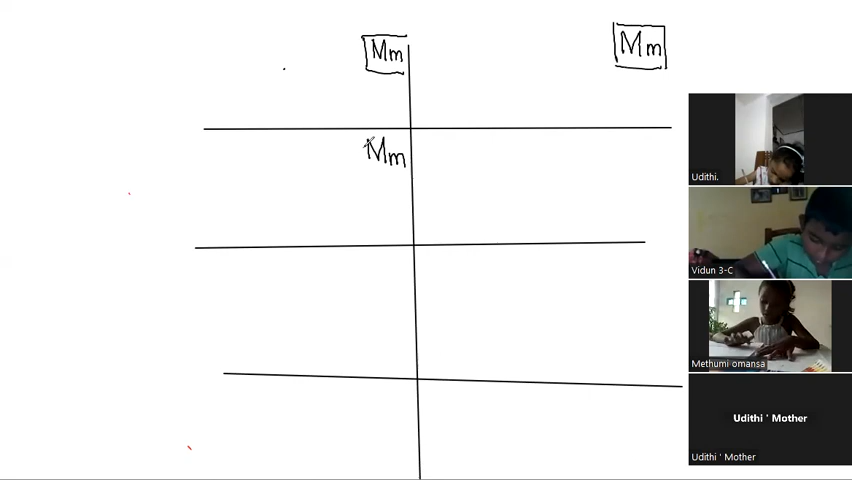 Mm
Mm
Mm
Udithi.
Vidun 3-C
Methumi omansa
Udithi ' Mother
Udithi ' Mother